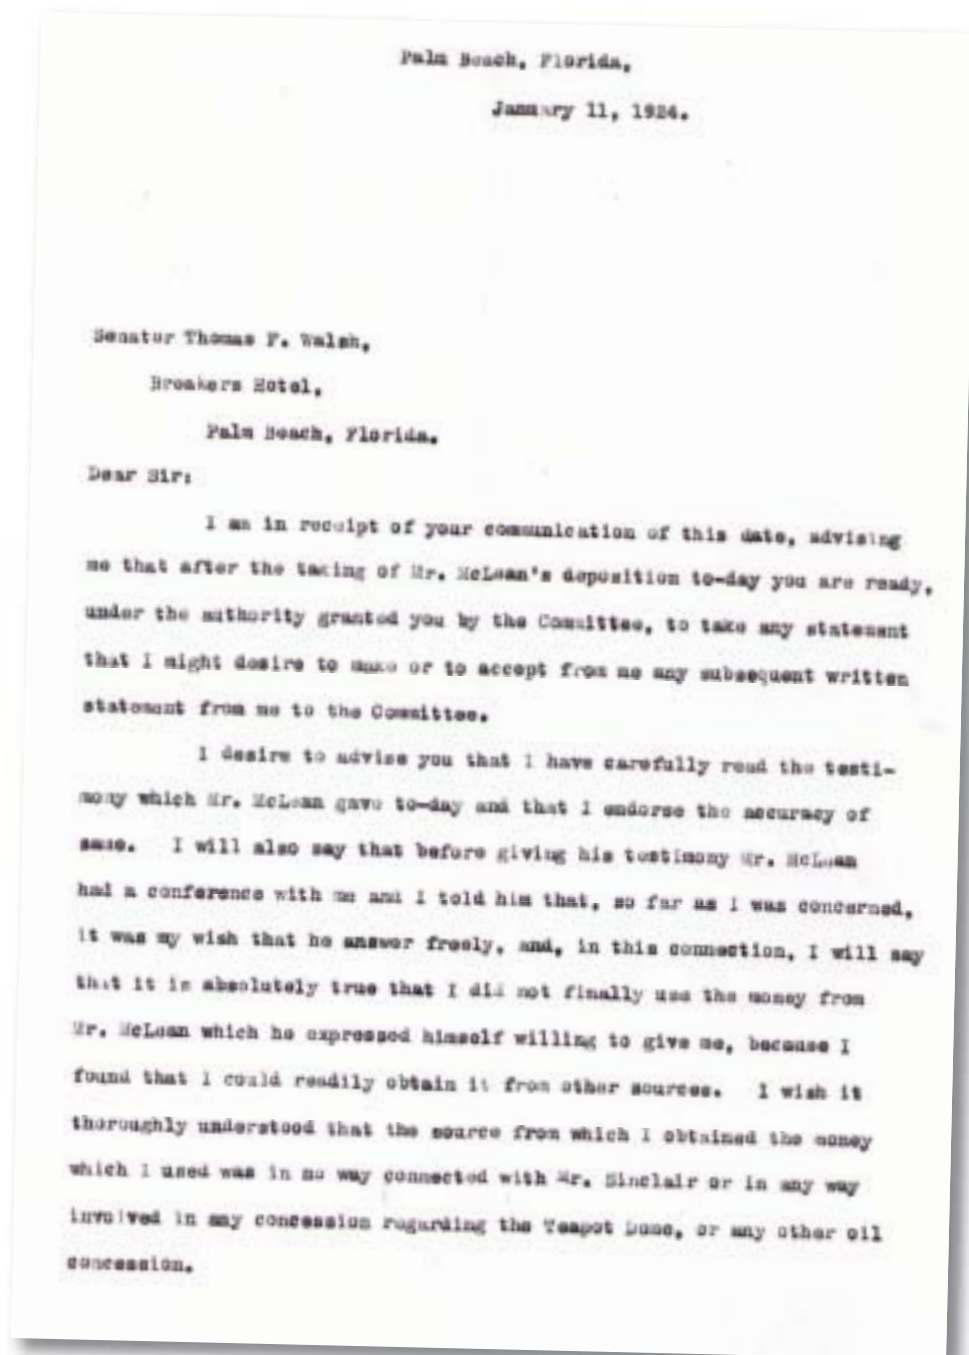 Palm Beach, Florida,
January 11, 1924.
Senator Thomas F. Walsh,
Breakers Hotel,
Palm Beach, Florida.
Dear Sir:
I am in receipt of your communication of this date, advising
me that after the taking of Mr. McLean's deposition to-day you are ready,
under the authority granted you by the Committee, to take any statement
that I might desire to make or to accept from me any subsequent written
statement from me to the Committee.
I desire to advise you that I have carefully read the testi-
mony which Mr. McLean gave to-day and that I endorse the accuracy of
same. I will also say that before giving his testimony Mr. McLean
had a conference with me and I told him that, so far as I was concerned,
it was my wish that he answer freely, and, in this connection, I will say
that it is absolutely true that I did not finally use the money from
Mr. McLean which he expressed himself willing to give me, because I
found that I could readily obtain it from other sources. I wish it
thoroughly understood that the source from which I obtained the money
which I used was in no way connected with Mr. Sinclair or in any way
involved in any concession regarding the Teapot Dome, or any other oil
concession.